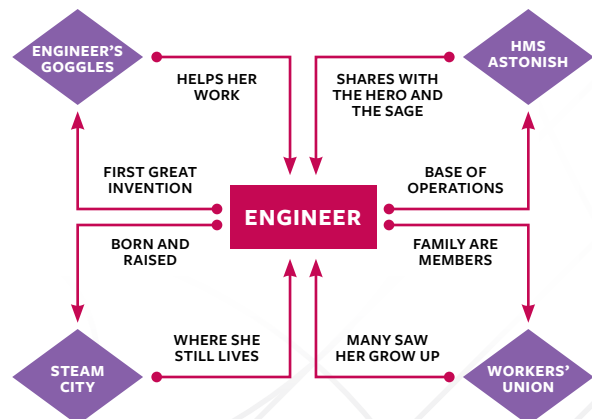 ENGINEER'S
GOGGLES
HMS
ASTONISH
HELPS HER
WORK
SHARES WITH
THE HERO AND
THE SAGE
FIRST GREAT
INVENTION
BASE OF
OPERATIONS
ENGINEER
BORN AND
RAISED
FAMILY ARE
MEMBERS
WHERE SHE
STILL LIVES
MANY SAW
HER GROW UP
STEAM
CITY
WORKERS'
UNION